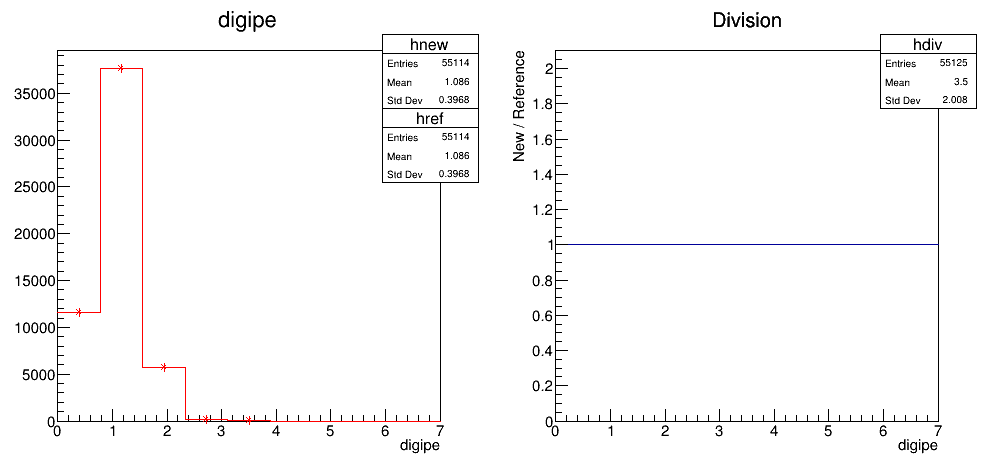 digipe
hnew
Entries 55114
Mean 1.086
Std Dev 0.3968
href
Entries 55114
Mean 1.086
Std Dev 0.3968
35000
30000
25000
20000
15000
10000
5000
0
0 1 2 3 4 5 6 7
digipe
Division
hdiv
Entries 55125
Mean 3.5
Std Dev 2.008
New / Reference
2
1.8
1.6
1.4
1.2
1
0.8
0.6
0.4
0.2
0
0 1 2 3 4 5 6 7
digipe